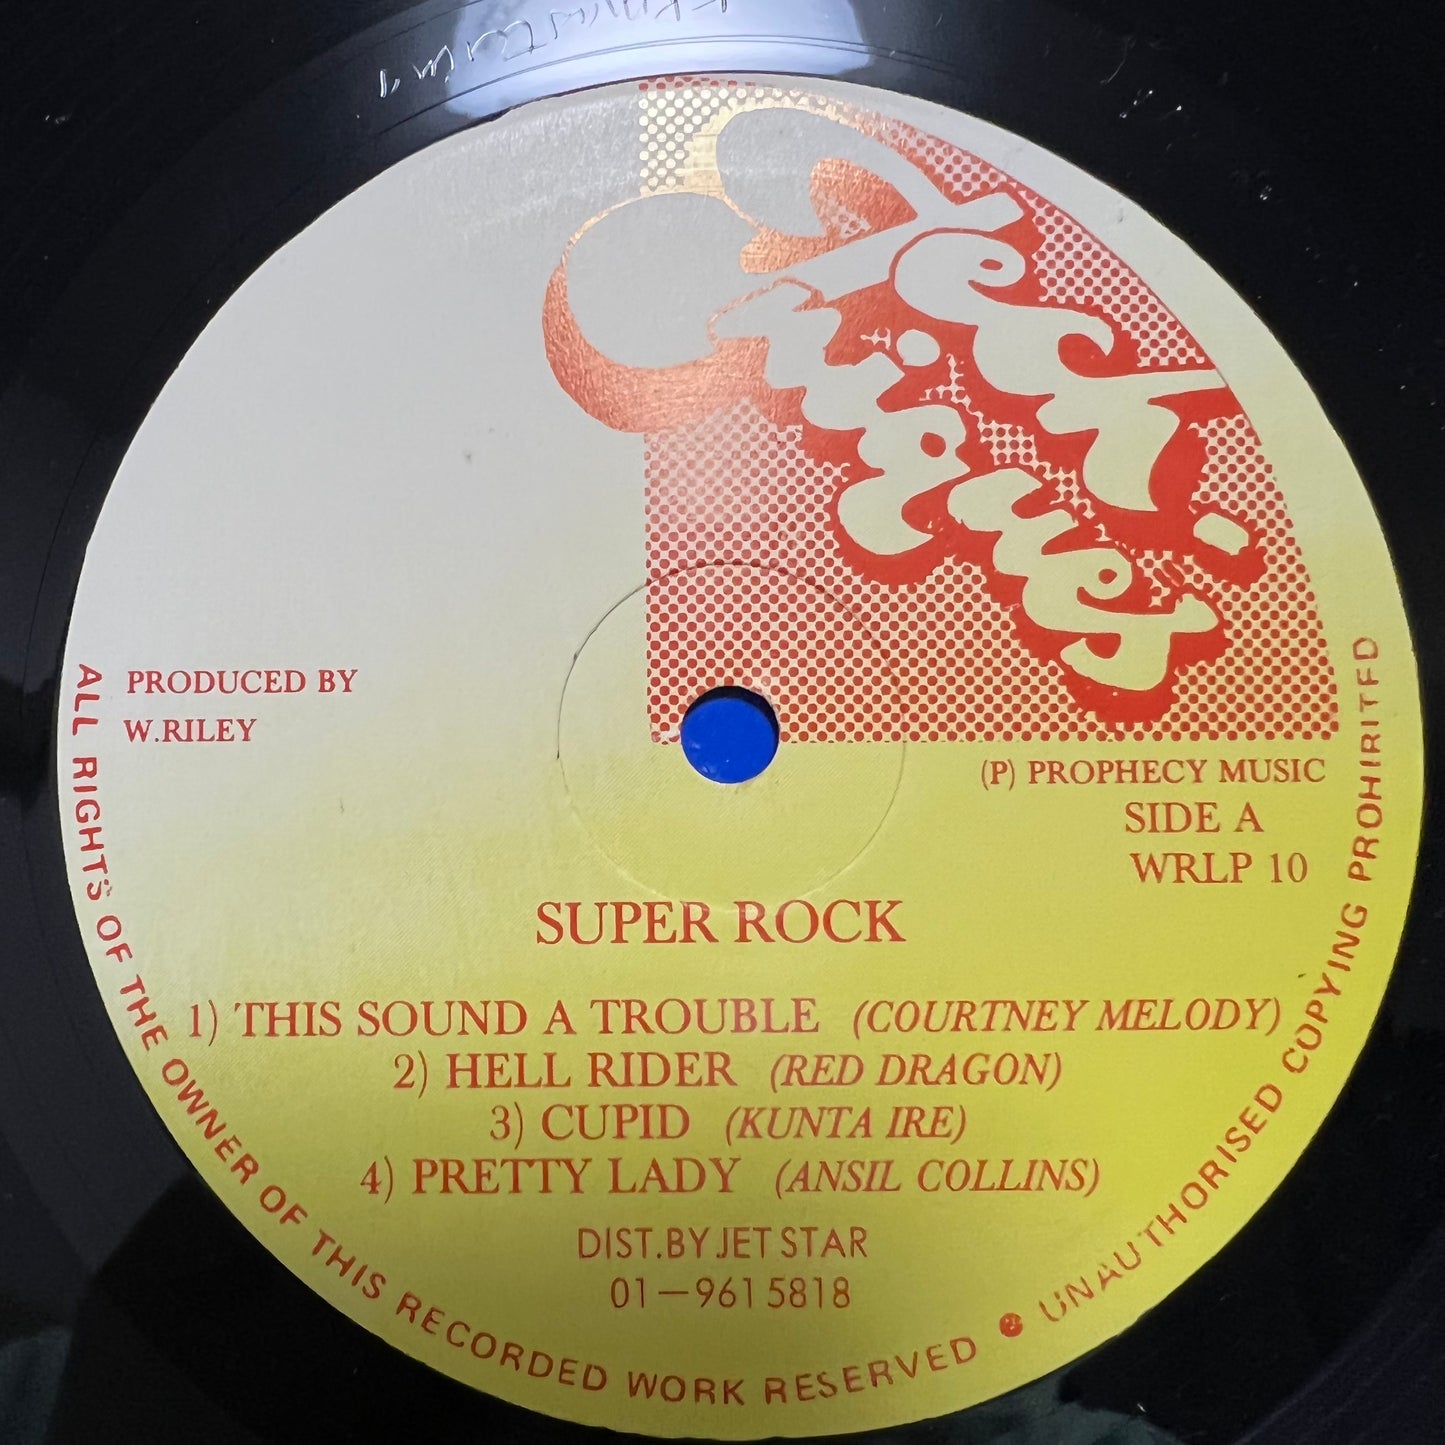 Techniques
PRODUCED BY
W.RILEY
(P) PROPHECY MUSIC
SIDE A
WRLP 10
SUPER ROCK
1) THIS SOUND A TROUBLE (COURTNEY MELODY)
2) HELL RIDER (RED DRAGON)
3) CUPID (KUNTA IRE)
4) PRETTY LADY (ANSIL COLLINS)
DIST.BY JET STAR
01-961 5818
ALL RIGHTS OF THE OWNER OF THIS RECORDED WORK RESERVED • UNAUTHORISED COPYING PROHIBITED